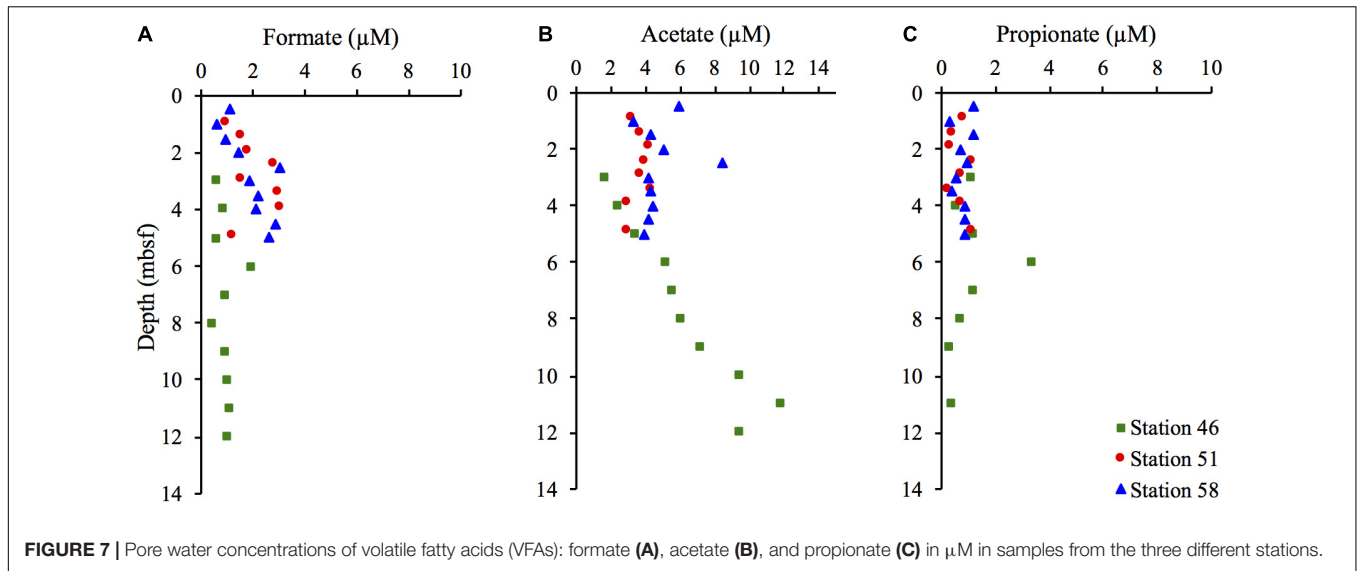 A
Formate (µM)
0 2 4 6 8 10
0
2
4
6
8
10
12
14
Depth (mbsf)
B
Acetate (µM)
0 2 4 6 8 10 12 14
0
2
4
6
8
10
12
14
C
Propionate (µM)
0 2 4 6 8 10
0
2
4
6
8
10
12
14
Station 46
Station 51
Station 58
FIGURE 7 | Pore water concentrations of volatile fatty acids (VFAs): formate (A), acetate (B), and propionate (C) in µM in samples from the three different stations.